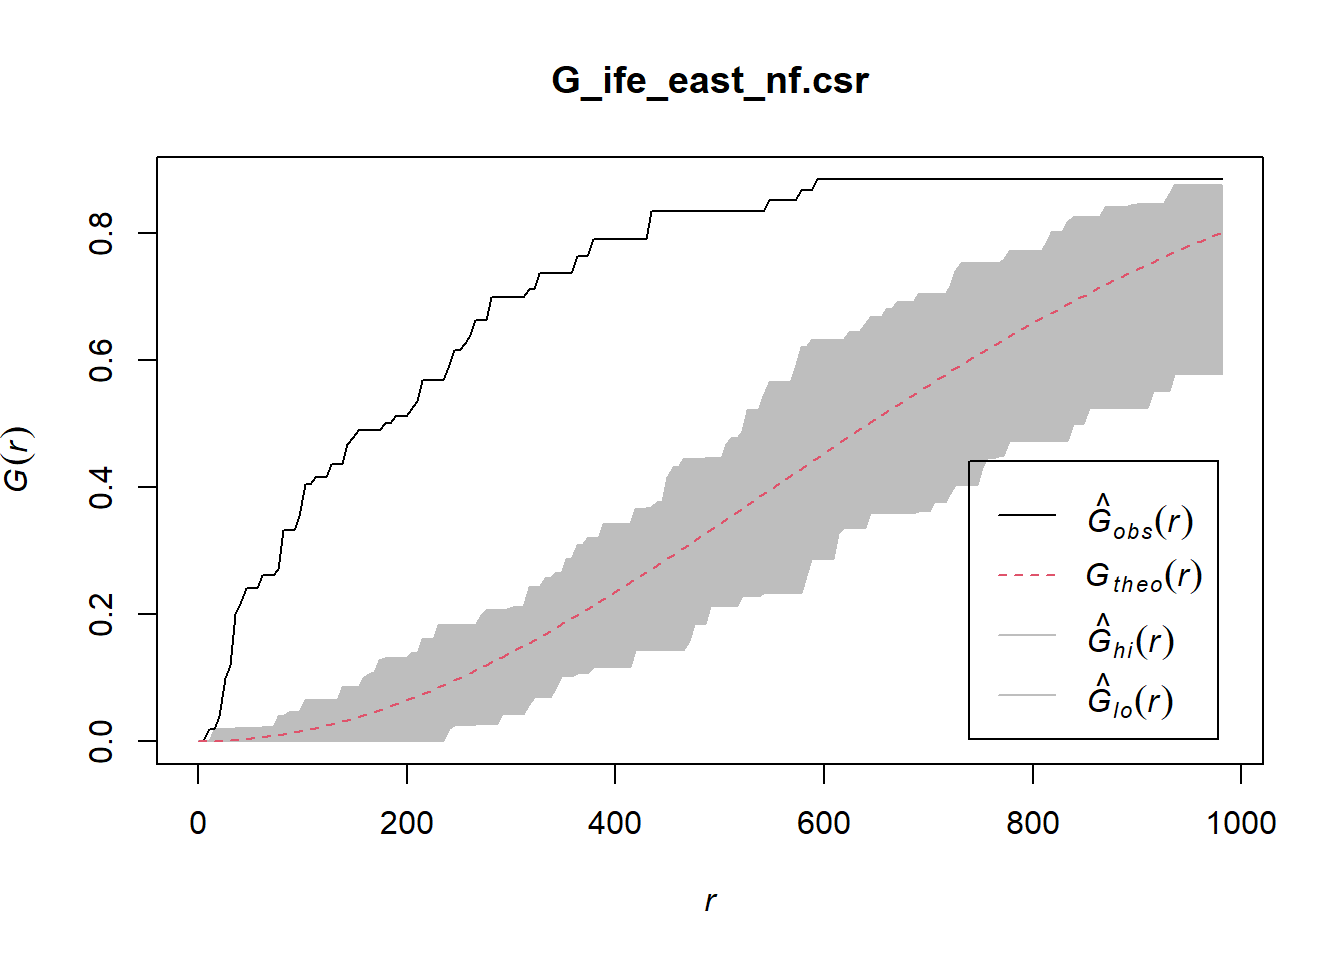 G_ife_east_nf.csr
G(r)
0.8
0.6
0.4
0.2
0.0
Ĝobs(r)
Gtheo(r)
Ĝhi(r)
Ĝlo(r)
0 200 400 600 800 1000
r